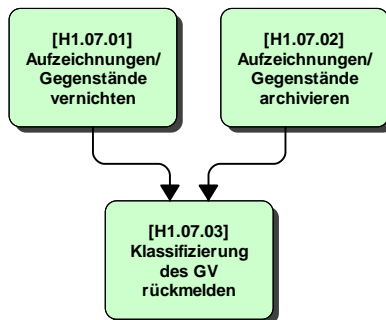 [H1.07.01]
Aufzeichnungen/
Gegenstände
vernichten
[H1.07.02]
Aufzeichnungen/
Gegenstände
archivieren
[H1.07.03]
Klassifizierung
des GV
rückmelden